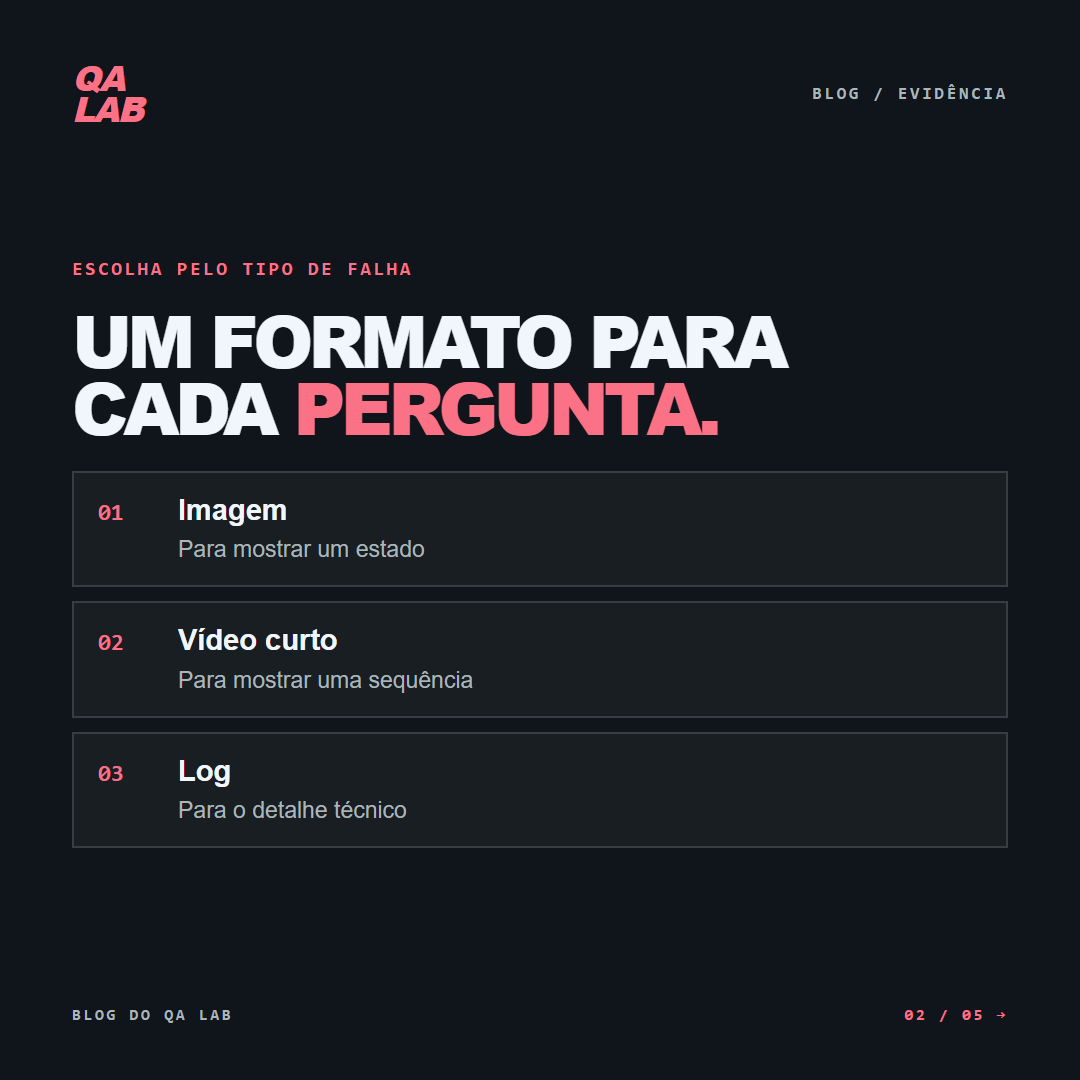 QA
LAB
BLOG / EVIDÊNCIA
ESCOLHA PELO TIPO DE FALHA
UM FORMATO PARA
CADA PERGUNTA.
01
Imagem
Para mostrar um estado
02
Vídeo curto
Para mostrar uma sequência
03
Log
Para o detalhe técnico
BLOG DO QA LAB
02 / 05 →